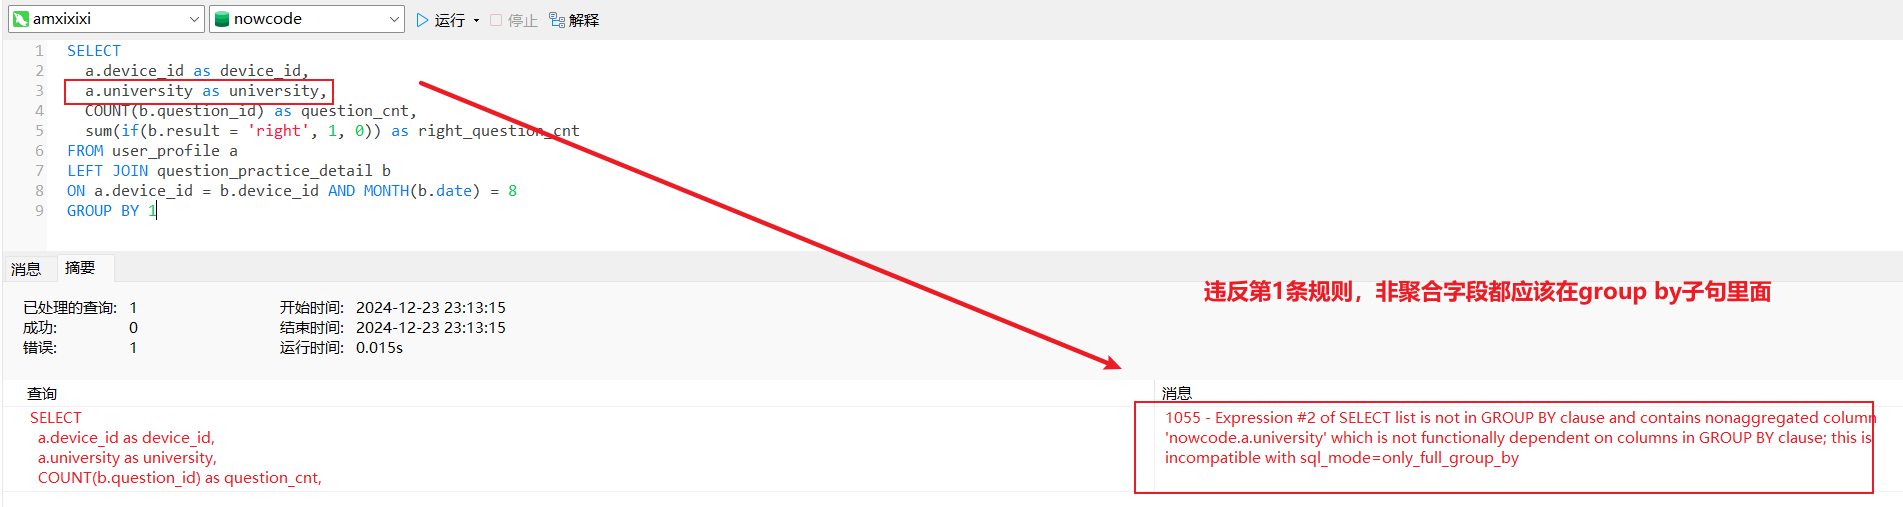 amxixixi nowcode 运行 停止 解释
1 SELECT
2 a.device_id as device_id,
3 a.university as university,
4 COUNT(b.question_id) as question_cnt,
5 sum(if(b.result = 'right', 1, 0)) as right_question_cnt
6 FROM user_profile a
7 LEFT JOIN question_practice_detail b
8 ON a.device_id = b.device_id AND MONTH(b.date) = 8
9 GROUP BY 1
消息 摘要
违反第1条规则，非聚合字段都应该在group by子句里面
已处理的查询: 1 开始时间: 2024-12-23 23:13:15
成功: 0 结束时间: 2024-12-23 23:13:15
错误: 1 运行时间: 0.015s
查询 消息
SELECT
a.device_id as device_id,
a.university as university,
COUNT(b.question_id) as question_cnt,
1055 - Expression #2 of SELECT list is not in GROUP BY clause and contains nonaggregated column
'nowcode.a.university' which is not functionally dependent on columns in GROUP BY clause; this is
incompatible with sql_mode=only_full_group_by